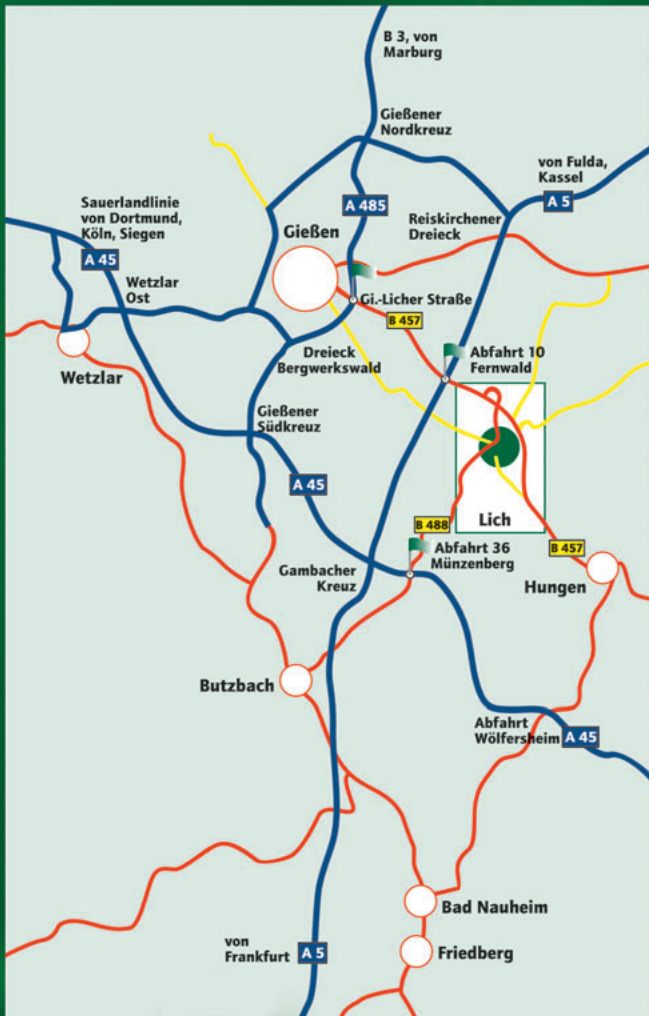 B 3, von
Marburg
Gießener
Nordkreuz
von Fulda,
Kassel
A 5
A 485
Sauerlandlinie
von Dortmund,
Köln, Siegen
A 45
Reiskirchener
Dreieck
Gießen
Wetzlar
Ost
Gi.-Licher Straße
B 457
Wetzlar
Dreieck
Bergwerkswald
Abfahrt 10
Fernwald
Gießener
Südkreuz
A 45
Lich
B 488
B 457
Abfahrt 36
Münzenberg
Gambacher
Kreuz
Hungen
Butzbach
Abfahrt
Wölfersheim
A 45
Bad Nauheim
von
Frankfurt
A 5
Friedberg